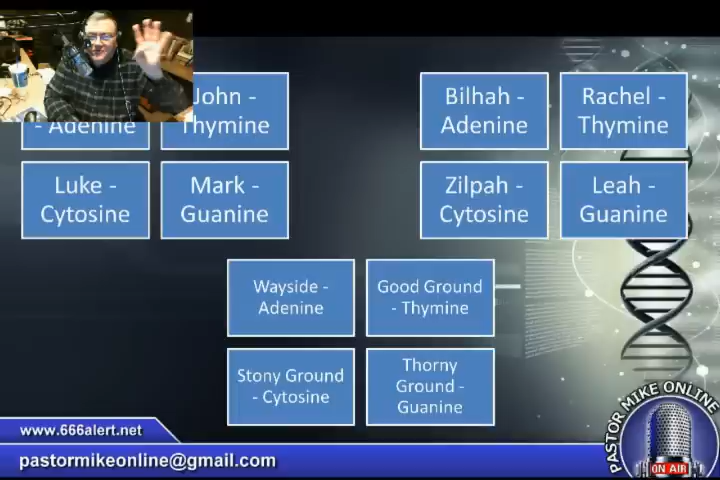 - Adenine
John -
Thymine
Luke -
Cytosine
Mark -
Guanine
Bilhah -
Adenine
Rachel -
Thymine
Zilpah -
Cytosine
Leah -
Guanine
Wayside -
Adenine
Good Ground
- Thymine
Stony Ground
- Cytosine
Thorny
Ground -
Guanine
www.666alert.net
pastormikeonline@gmail.com
PASTOR MIKE ONLINE
ON AIR